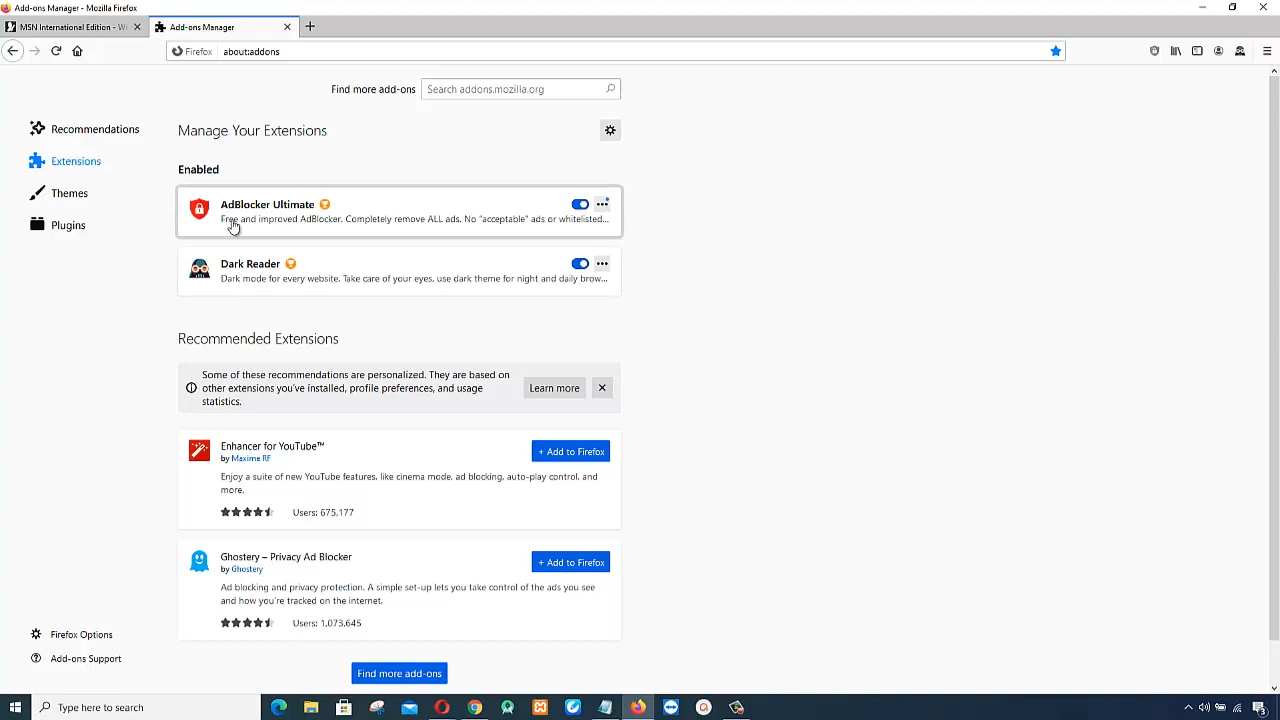 Add-ons Manager - Mozilla Firefox
MSN International Edition - W
Add-ons Manager
Firefox
about:addons
Find more add-ons
Search addons.mozilla.org
Recommendations
Extensions
Themes
Plugins
Manage Your Extensions
Enabled
AdBlocker Ultimate
Free and improved AdBlocker. Completely remove ALL ads. No “acceptable” ads or whitelisted...
Dark Reader
Dark mode for every website. Take care of your eyes, use dark theme for night and daily brow...
Recommended Extensions
Some of these recommendations are personalized. They are based on
other extensions you've installed, profile preferences, and usage
statistics.
Learn more
Enhancer for YouTube™
by Maxime RF
+ Add to Firefox
Enjoy a suite of new YouTube features, like cinema mode, ad blocking, auto-play control, and
more.
Users: 675,177
Ghostery – Privacy Ad Blocker
by Ghostery
+ Add to Firefox
Ad blocking and privacy protection. A simple set-up lets you take control of the ads you see
and how you're tracked on the internet.
Users: 1,073,645
Firefox Options
Add-ons Support
Find more add-ons
Type here to search
3